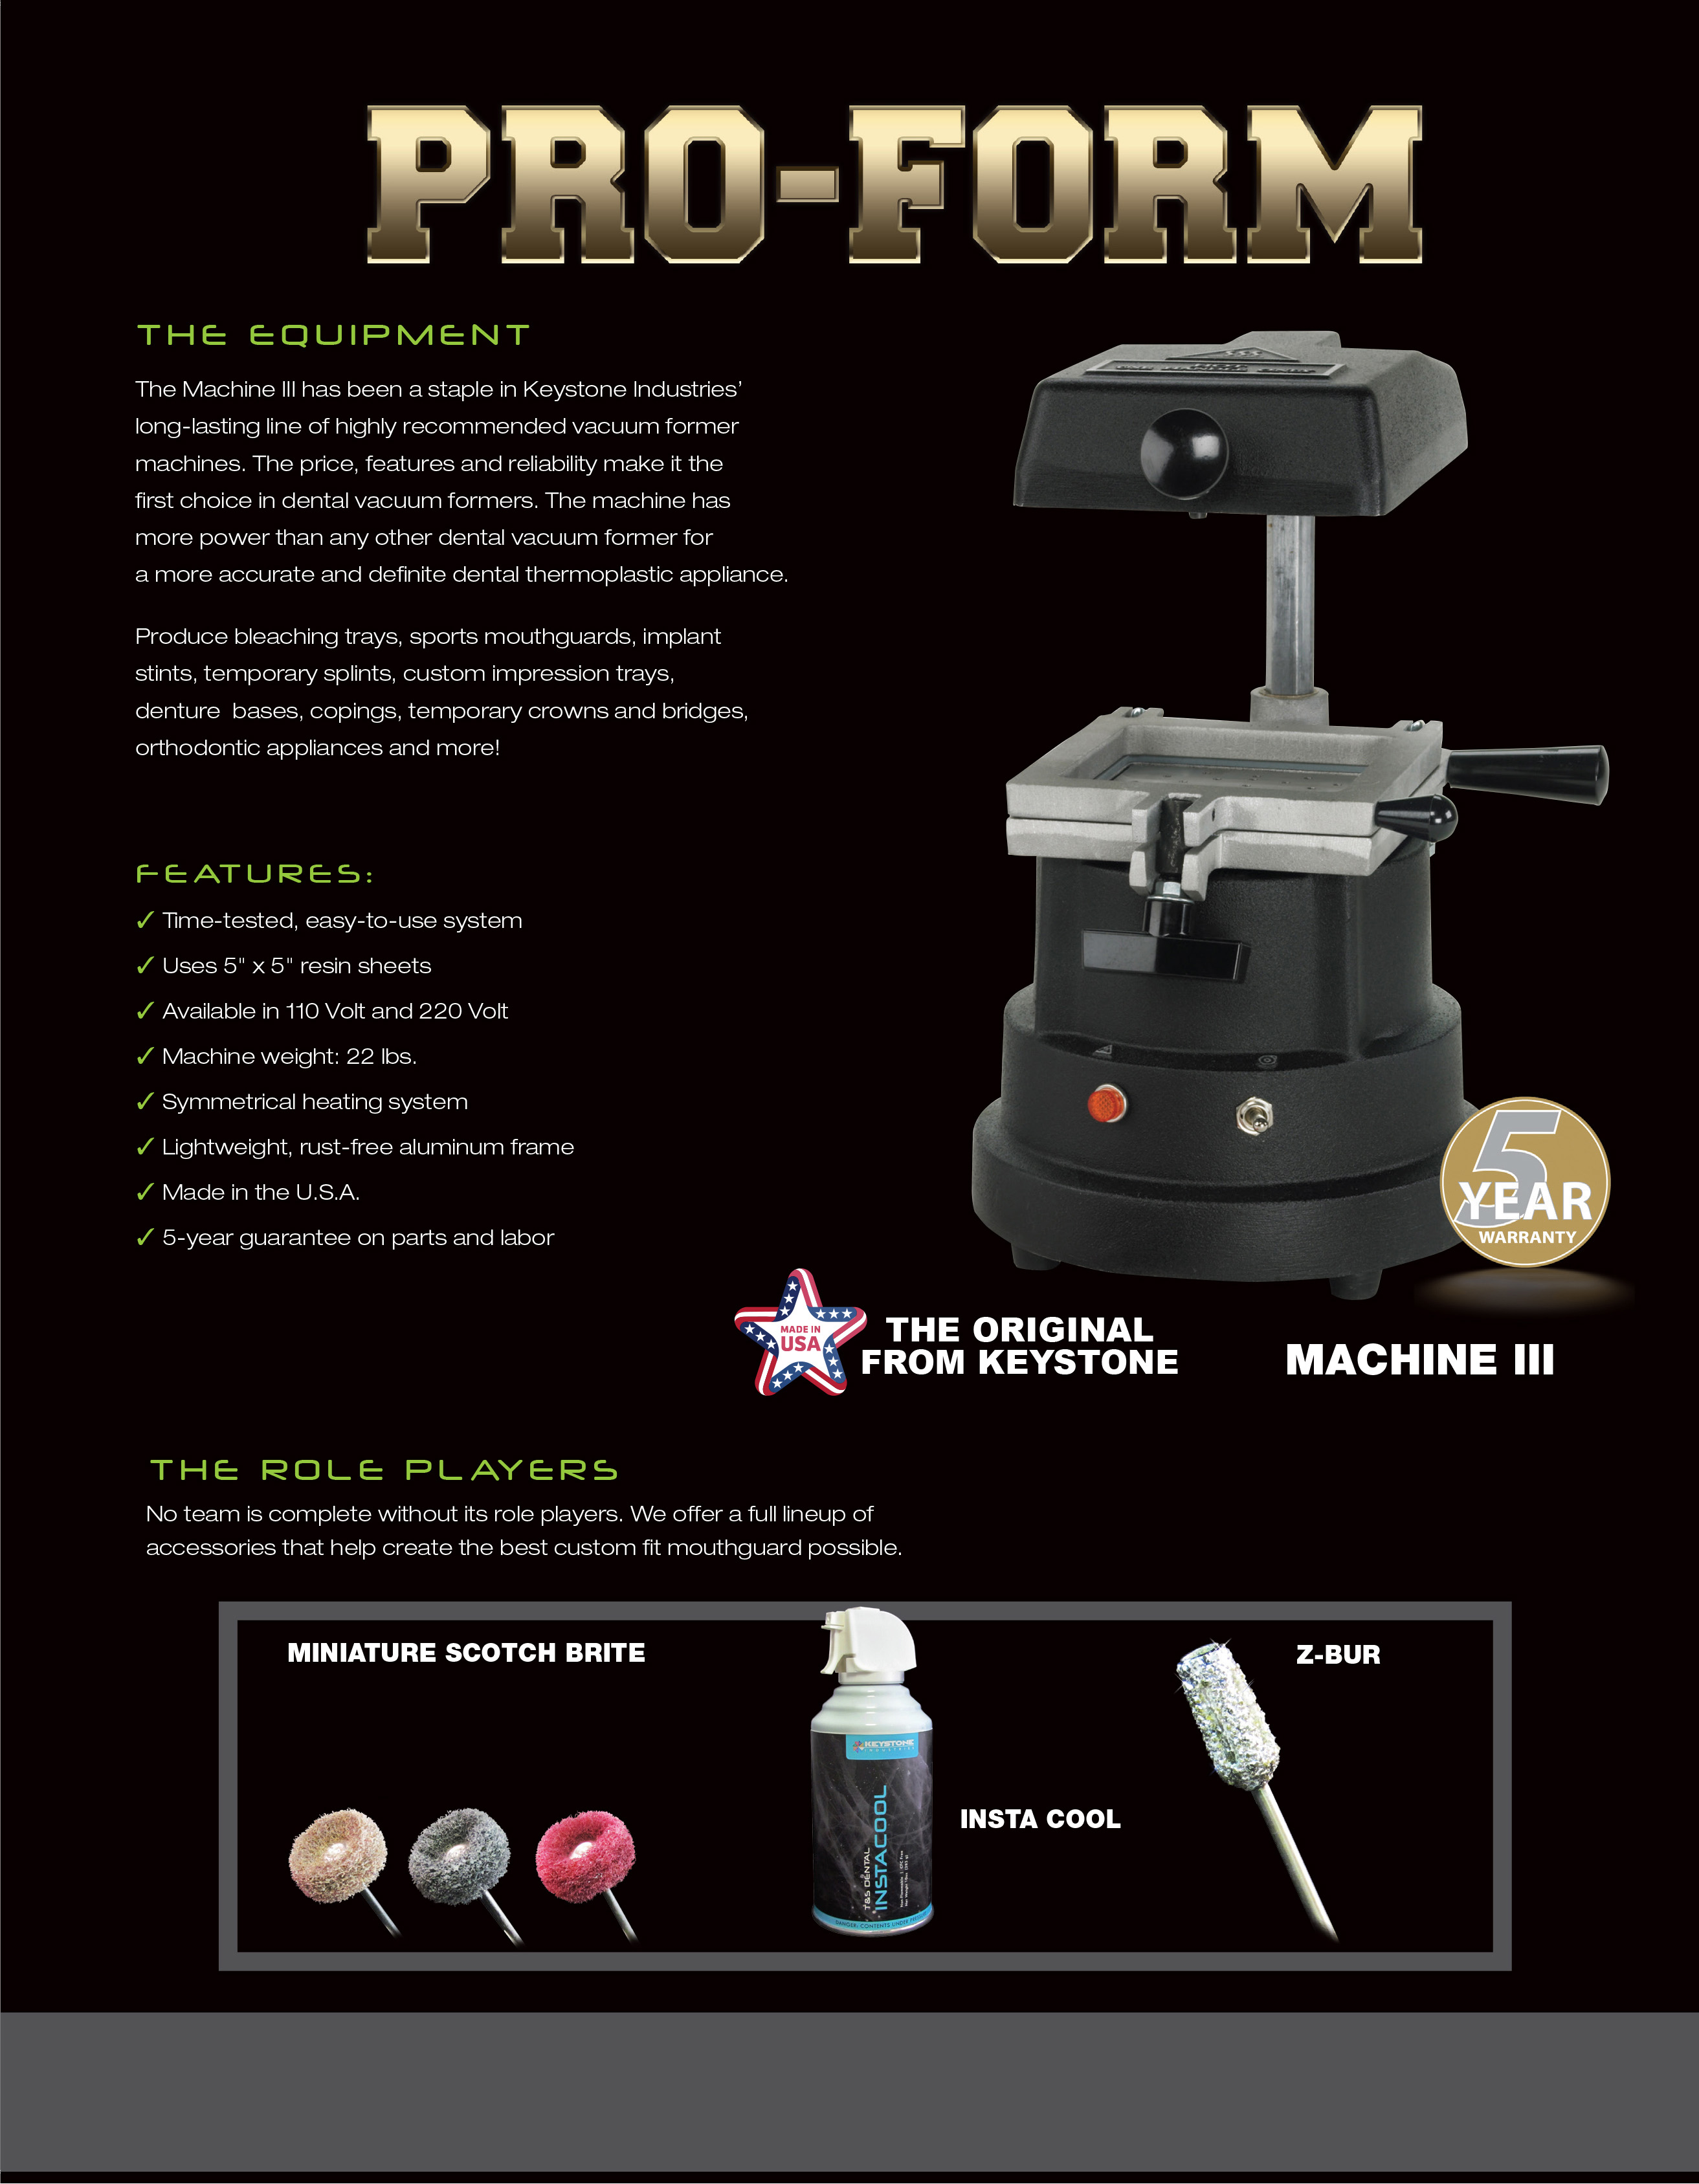 PRO-FORM
THE EQUIPMENT
The Machine III has been a staple in Keystone Industries’
long-lasting line of highly recommended vacuum former
machines. The price, features and reliability make it the
first choice in dental vacuum formers. The machine has
more power than any other dental vacuum former for
a more accurate and definite dental thermoplastic appliance.
Produce bleaching trays, sports mouthguards, implant
stints, temporary splints, custom impression trays,
denture  bases, copings, temporary crowns and bridges,
orthodontic appliances and more!
FEATURES:
✓ Time-tested, easy-to-use system
✓ Uses 5" x 5" resin sheets
✓ Available in 110 Volt and 220 Volt
✓ Machine weight: 22 lbs.
✓ Symmetrical heating system
✓ Lightweight, rust-free aluminum frame
✓ Made in the U.S.A.
✓ 5-year guarantee on parts and labor
5
YEAR
WARRANTY
MADE IN
USA
THE ORIGINAL
FROM KEYSTONE
MACHINE III
THE ROLE PLAYERS
No team is complete without its role players. We offer a full lineup of
accessories that help create the best custom fit mouthguard possible.
MINIATURE SCOTCH BRITE
KEYSTONE
INDUSTRIES
T&S DENTAL
INSTACOOL
DANGER: CONTENTS UNDER
INSTA COOL
Z-BUR